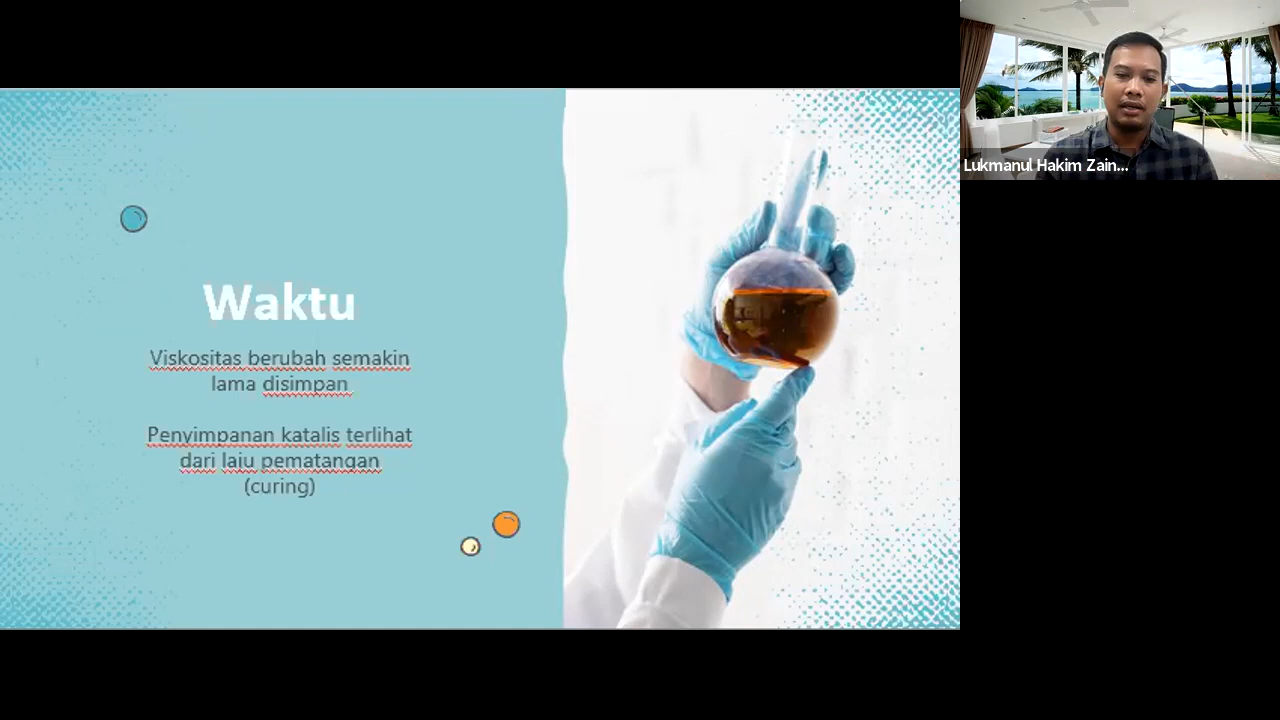 Waktu
Viskositas berubah semakin
lama disimpan
Penyimpanan katalis terlihat
dari laju pematangan
(curing)
Lukmanul Hakim Zain...